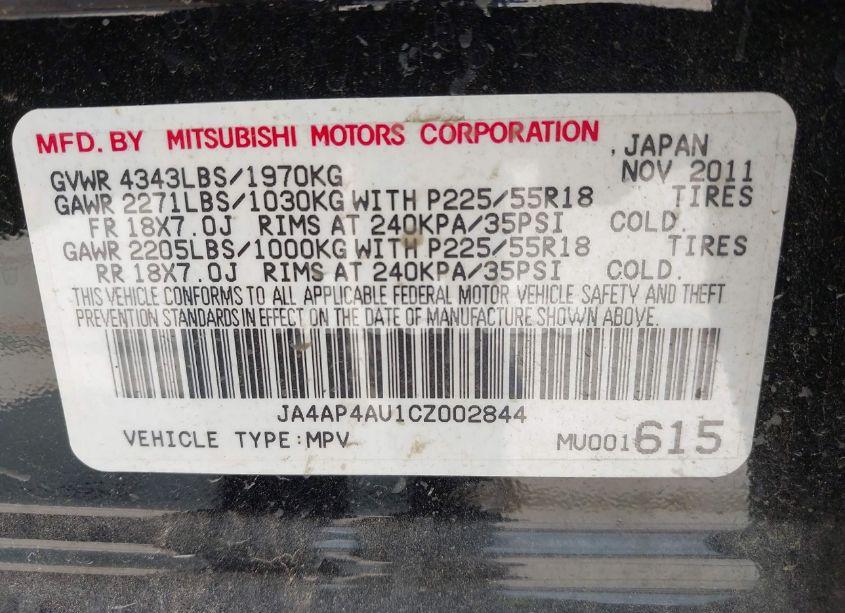 MFD. BY MITSUBISHI MOTORS CORPORATION , JAPAN
GVWR 4343LBS/1970KG NOV 2011
GAWR 2271LBS/1030KG WITH P225/55R18 TIRES
FR 18X7.0J RIMS AT 240KPA/35PSI COLD.
GAWR 2205LBS/1000KG WITH P225/55R18 TIRES
RR 18X7.0J RIMS AT 240KPA/35PSI COLD.
THIS VEHICLE CONFORMS TO ALL APPLICABLE FEDERAL MOTOR VEHICLE SAFETY AND THEFT
PREVENTION STANDARDS IN EFFECT ON THE DATE OF MANUFACTURE SHOWN ABOVE.
JA4AP4AU1CZ002844
VEHICLE TYPE:MPV MU001615